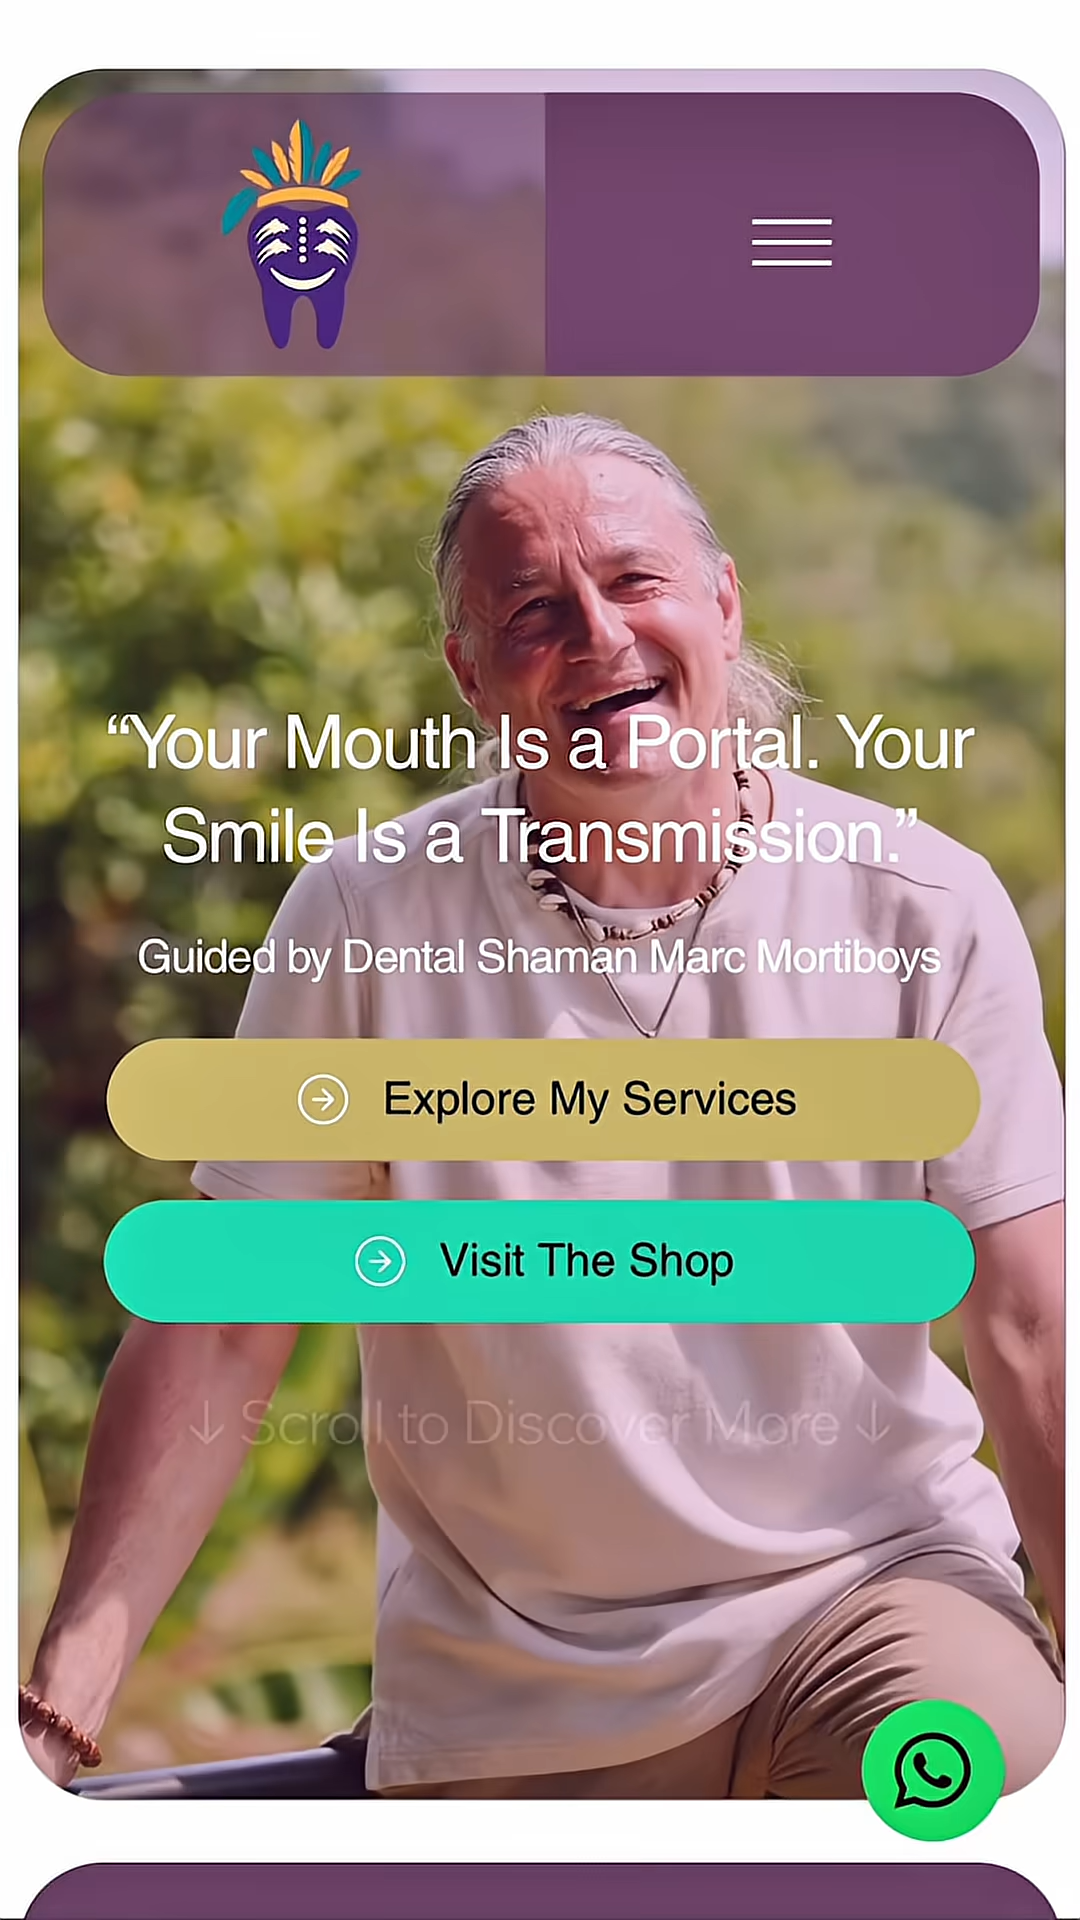 “Your Mouth Is a Portal. Your
Smile Is a Transmission.”
Guided by Dental Shaman Marc Mortiboys
Explore My Services
Visit The Shop
↓ Scroll to Discover More ↓